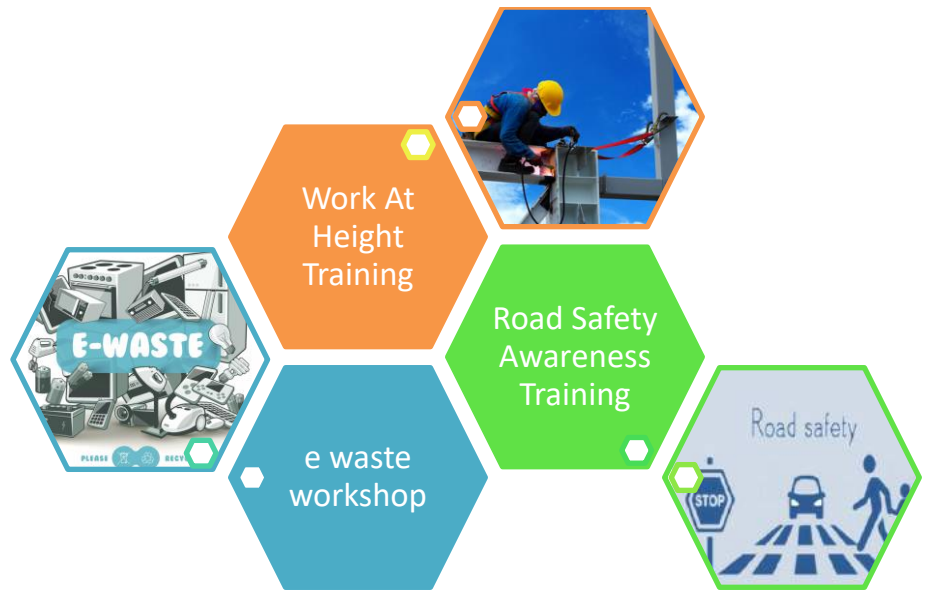 Work At
Height
Training
Road Safety
Awareness
Training
E-WASTE
PLEASE
e waste
workshop
Road safety
STOP